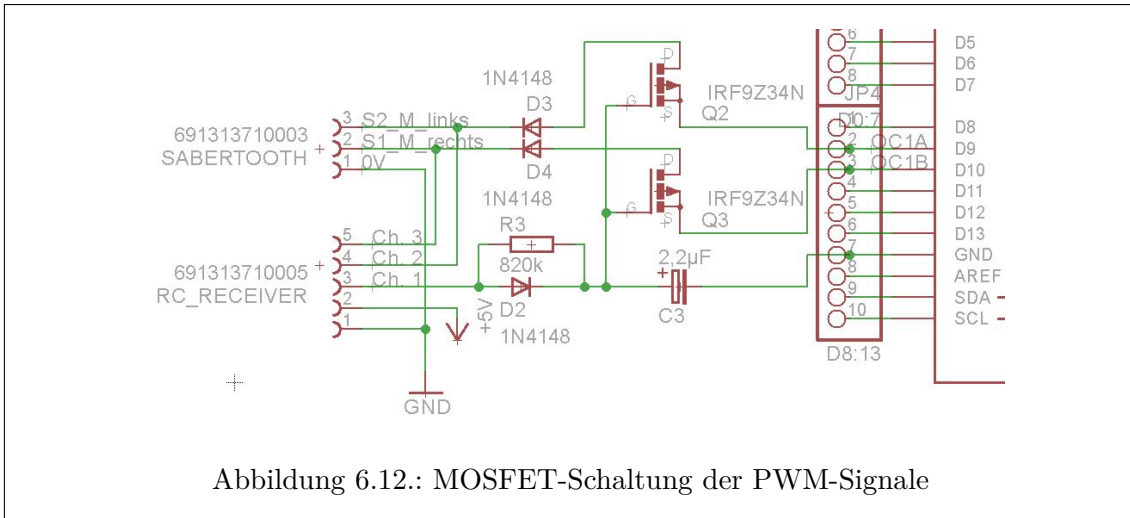 6 D5
7 D6
8 D7
JP4
1N4148
D3
IRF9Z34N
Q2
D
G
S
D0:7
691313710003
SABERTOOTH
3 S2_M_links
2 S1_M_rechts
1 0V
1 D8
2 OC1A D9
3 OC1B D10
4 D11
5 D12
6 D13
7 GND
8 AREF
9 SDA
10 SCL
D8:13
D4
1N4148
D
G
S
IRF9Z34N
Q3
R3
820k
D2
1N4148
2,2µF
+
C3
691313710005
RC_RECEIVER
5 Ch. 3
4 Ch. 2
3 Ch. 1
2
1
+5V
GND
Abbildung 6.12.: MOSFET-Schaltung der PWM-Signale